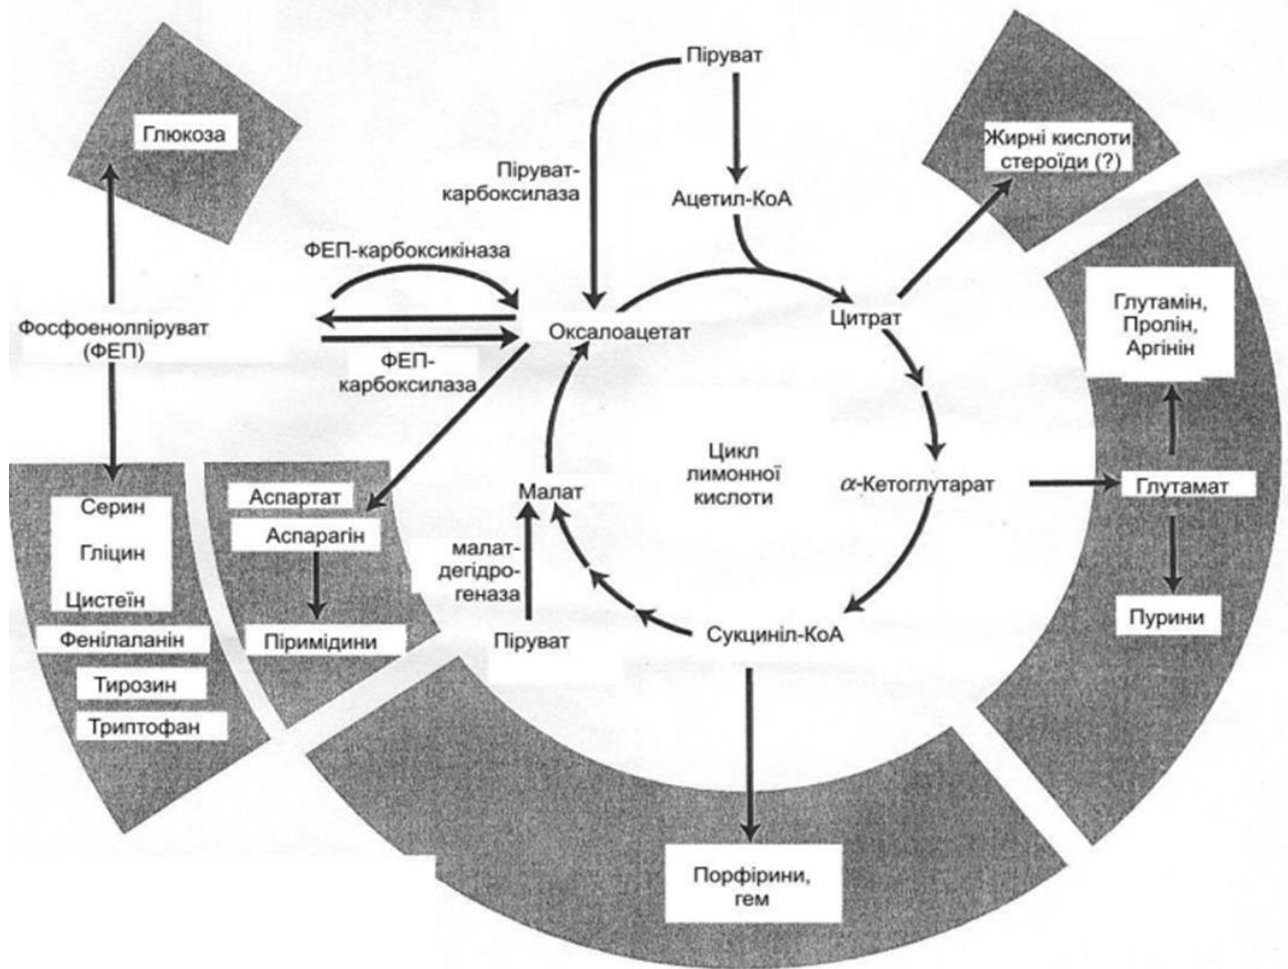 Піруват
Глюкоза
Жирні кислоти,
стероїди (?)
Піруват-
карбоксилаза
Ацетил-КоА
ФЕП-карбоксикіназа
Фосфоенолпіруват
(ФЕП)
Оксалоацетат
Цитрат
ФЕП-
карбоксилаза
Глутамін,
Пролін,
Аргінін
Цикл
лимонної
кислоти
Малат
α-Кетоглутарат
Глутамат
Аспартат
Аспарагін
Серин
Гліцин
Цистеїн
Фенілаланін
Тирозин
Триптофан
малат-
дегідро-
геназа
Піримідини
Піруват
Сукциніл-КоА
Пурини
Порфірини,
гем